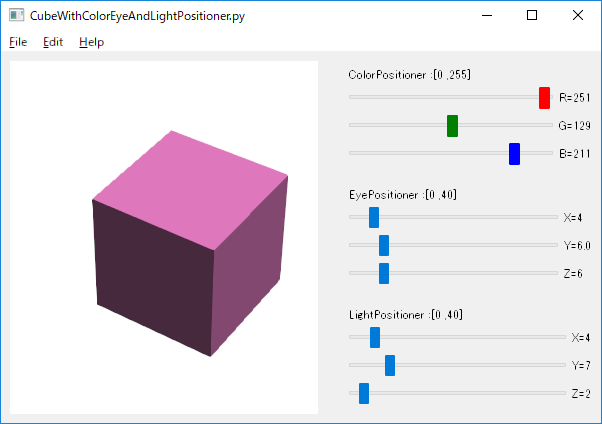 CubeWithColorEyeAndLightPositioner.py
File Edit Help
ColorPositioner :[0 ,255]
R=251
G=129
B=211
EyePositioner :[0 ,40]
X=4
Y=6.0
Z=6
LightPositioner :[0 ,40]
X=4
Y=7
Z=2